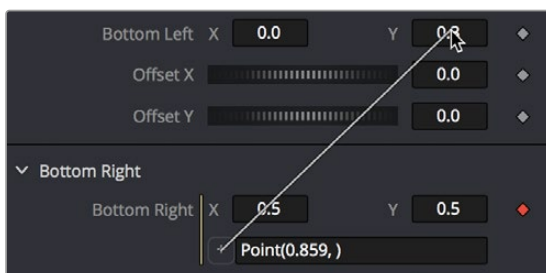 Bottom Left X 0.0 Y 0.3
Offset X 0.0
Offset Y 0.0
Bottom Right
Bottom Right X 0.5 Y 0.5
Point(0.859, )